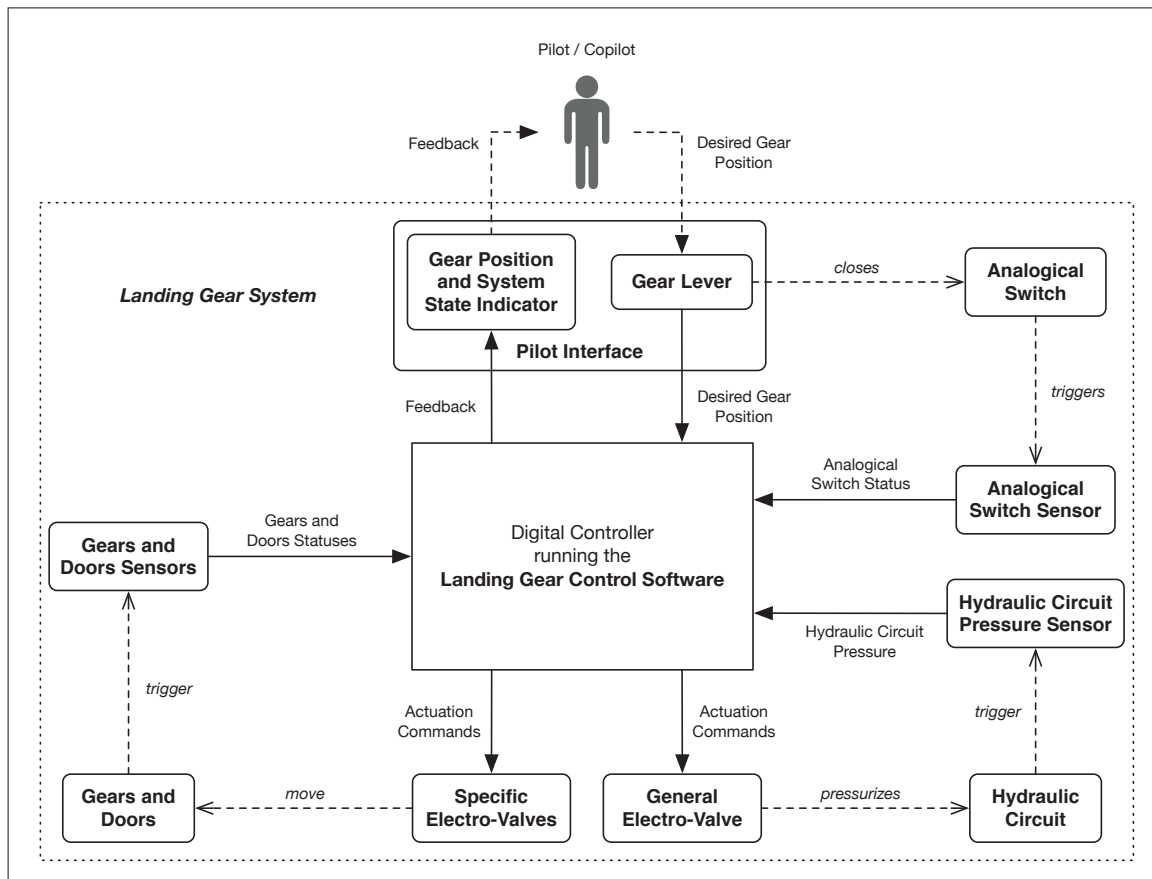 Pilot / Copilot
Feedback
Desired Gear
Position
Landing Gear System
Gear Position
and System
State Indicator
Gear Lever
Pilot Interface
closes
Analogical
Switch
triggers
Feedback
Desired Gear
Position
Analogical
Switch Status
Analogical
Switch Sensor
Gears and
Doors Sensors
Gears and
Doors Statuses
Digital Controller
running the
Landing Gear Control Software
Hydraulic Circuit
Pressure
Hydraulic Circuit
Pressure Sensor
trigger
Actuation
Commands
Actuation
Commands
trigger
Gears and
Doors
move
Specific
Electro-Valves
General
Electro-Valve
pressurizes
Hydraulic
Circuit